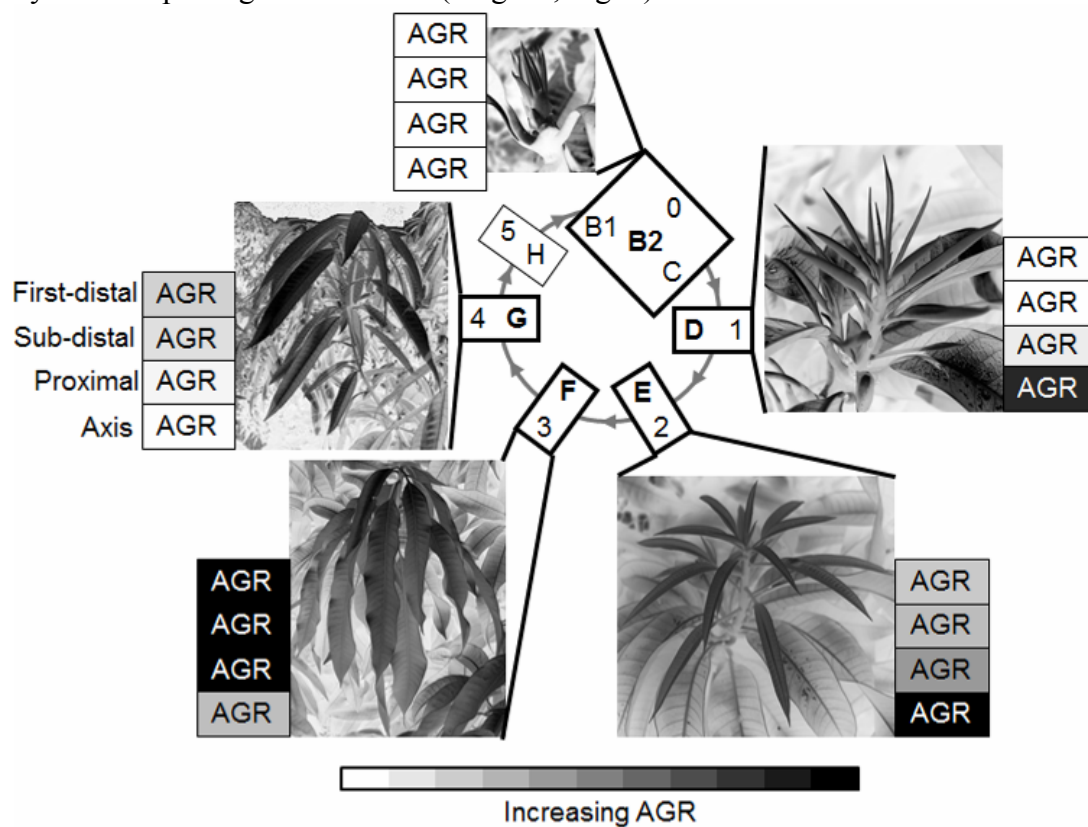 AGR
AGR
AGR
AGR
0
B1 B2
C
5
H
D 1
AGR
AGR
AGR
AGR
First-distal AGR
Sub-distal AGR
Proximal AGR
Axis AGR
4 G
F
3
E
2
AGR
AGR
AGR
AGR
AGR
AGR
AGR
AGR
Increasing AGR